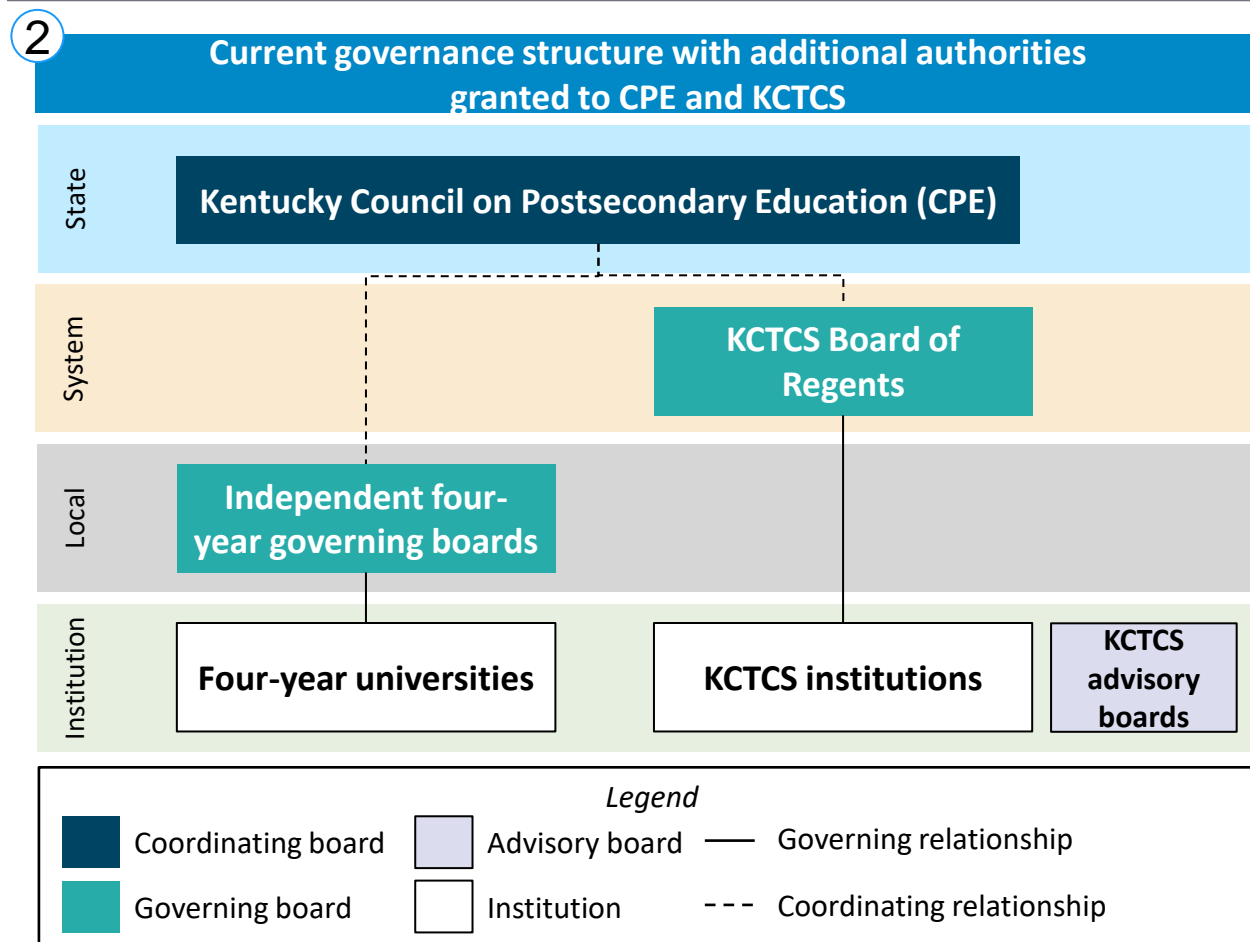 2
Current governance structure with additional authorities
granted to CPE and KCTCS
State
Kentucky Council on Postsecondary Education (CPE)
System
KCTCS Board of
Regents
Local
Independent four-
year governing boards
Institution
Four-year universities
KCTCS institutions
KCTCS
advisory
boards
Legend
Coordinating board
Advisory board
Governing relationship
Governing board
Institution
Coordinating relationship